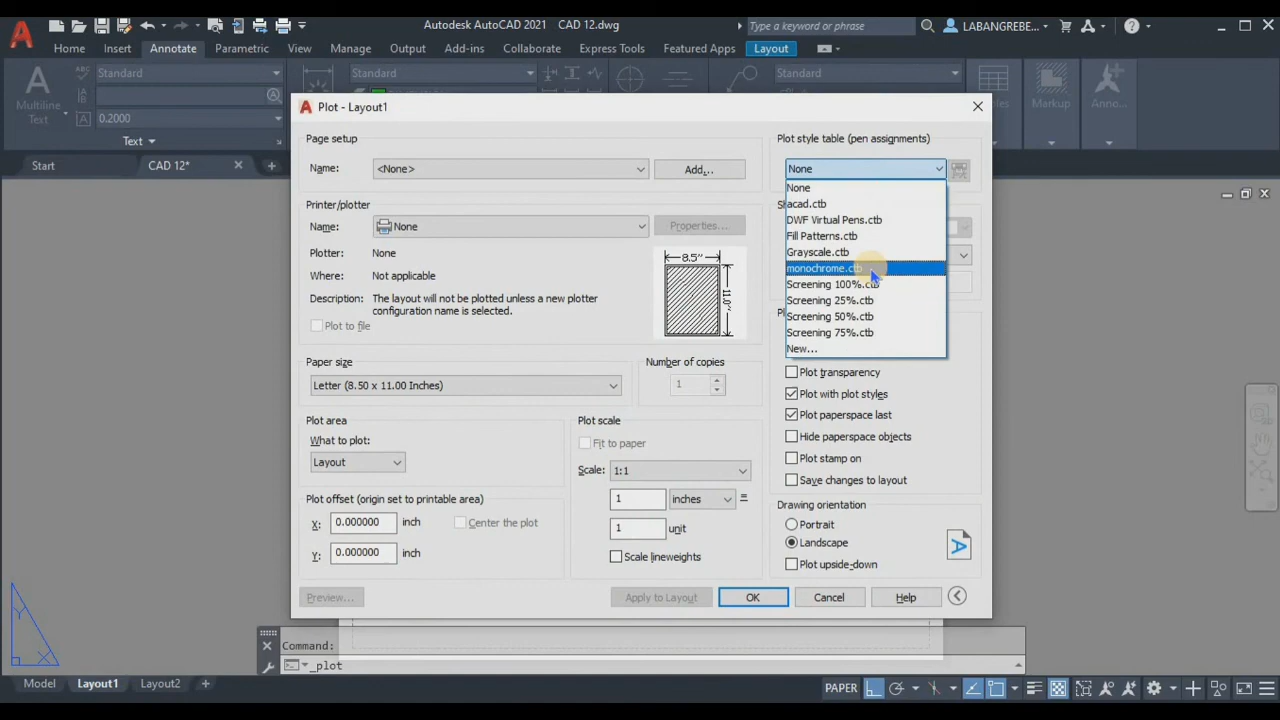 Autodesk AutoCAD 2021 CAD 12.dwg
Type a keyword or phrase
LABANGREBE...
Home Insert Annotate Parametric View Manage Output Add-ins Collaborate Express Tools Featured Apps Layout
Multiline
Text
Standard
0.2000
Standard
Standard
Markup
Anno...
Text
Start
CAD 12*
Plot - Layout1
Page setup
Name:
<None>
Add...
Printer/plotter
Name:
None
Properties...
Plotter:
None
Where:
Not applicable
Description:
The layout will not be plotted unless a new plotter
configuration name is selected.
Plot to file
8.5"
11.0"
Paper size
Letter (8.50 x 11.00 Inches)
Number of copies
1
Plot area
What to plot:
Layout
Plot offset (origin set to printable area)
X:
0.000000
inch
Y:
0.000000
inch
Center the plot
Plot scale
Fit to paper
Scale:
1:1
1
inches
=
1
unit
Scale lineweights
Plot style table (pen assignments)
None
None
acad.ctb
DWF Virtual Pens.ctb
Fill Patterns.ctb
Grayscale.ctb
monochrome.ctb
Screening 100%.ctb
Screening 25%.ctb
Screening 50%.ctb
Screening 75%.ctb
New...
Plot transparency
Plot with plot styles
Plot paperspace last
Hide paperspace objects
Plot stamp on
Save changes to layout
Drawing orientation
Portrait
Landscape
Plot upside-down
A
Preview...
Apply to Layout
OK
Cancel
Help
Command:
_plot
Y
X
Model
Layout1
Layout2
PAPER